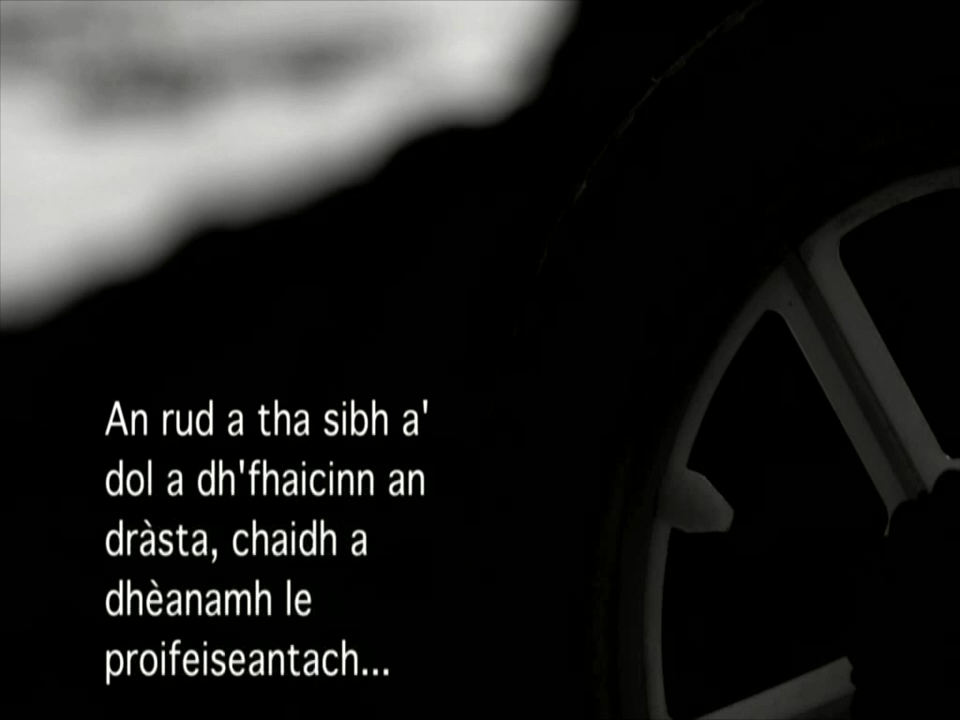 An rud a tha sibh a'
dol a dh'fhaicinn an
dràsta, chaidh a
dhèanamh le
proifeiseantach...